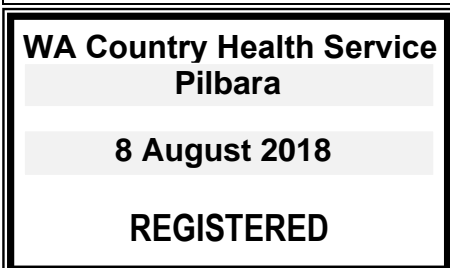 WA Country Health Service
Pilbara
8 August 2018
REGISTERED